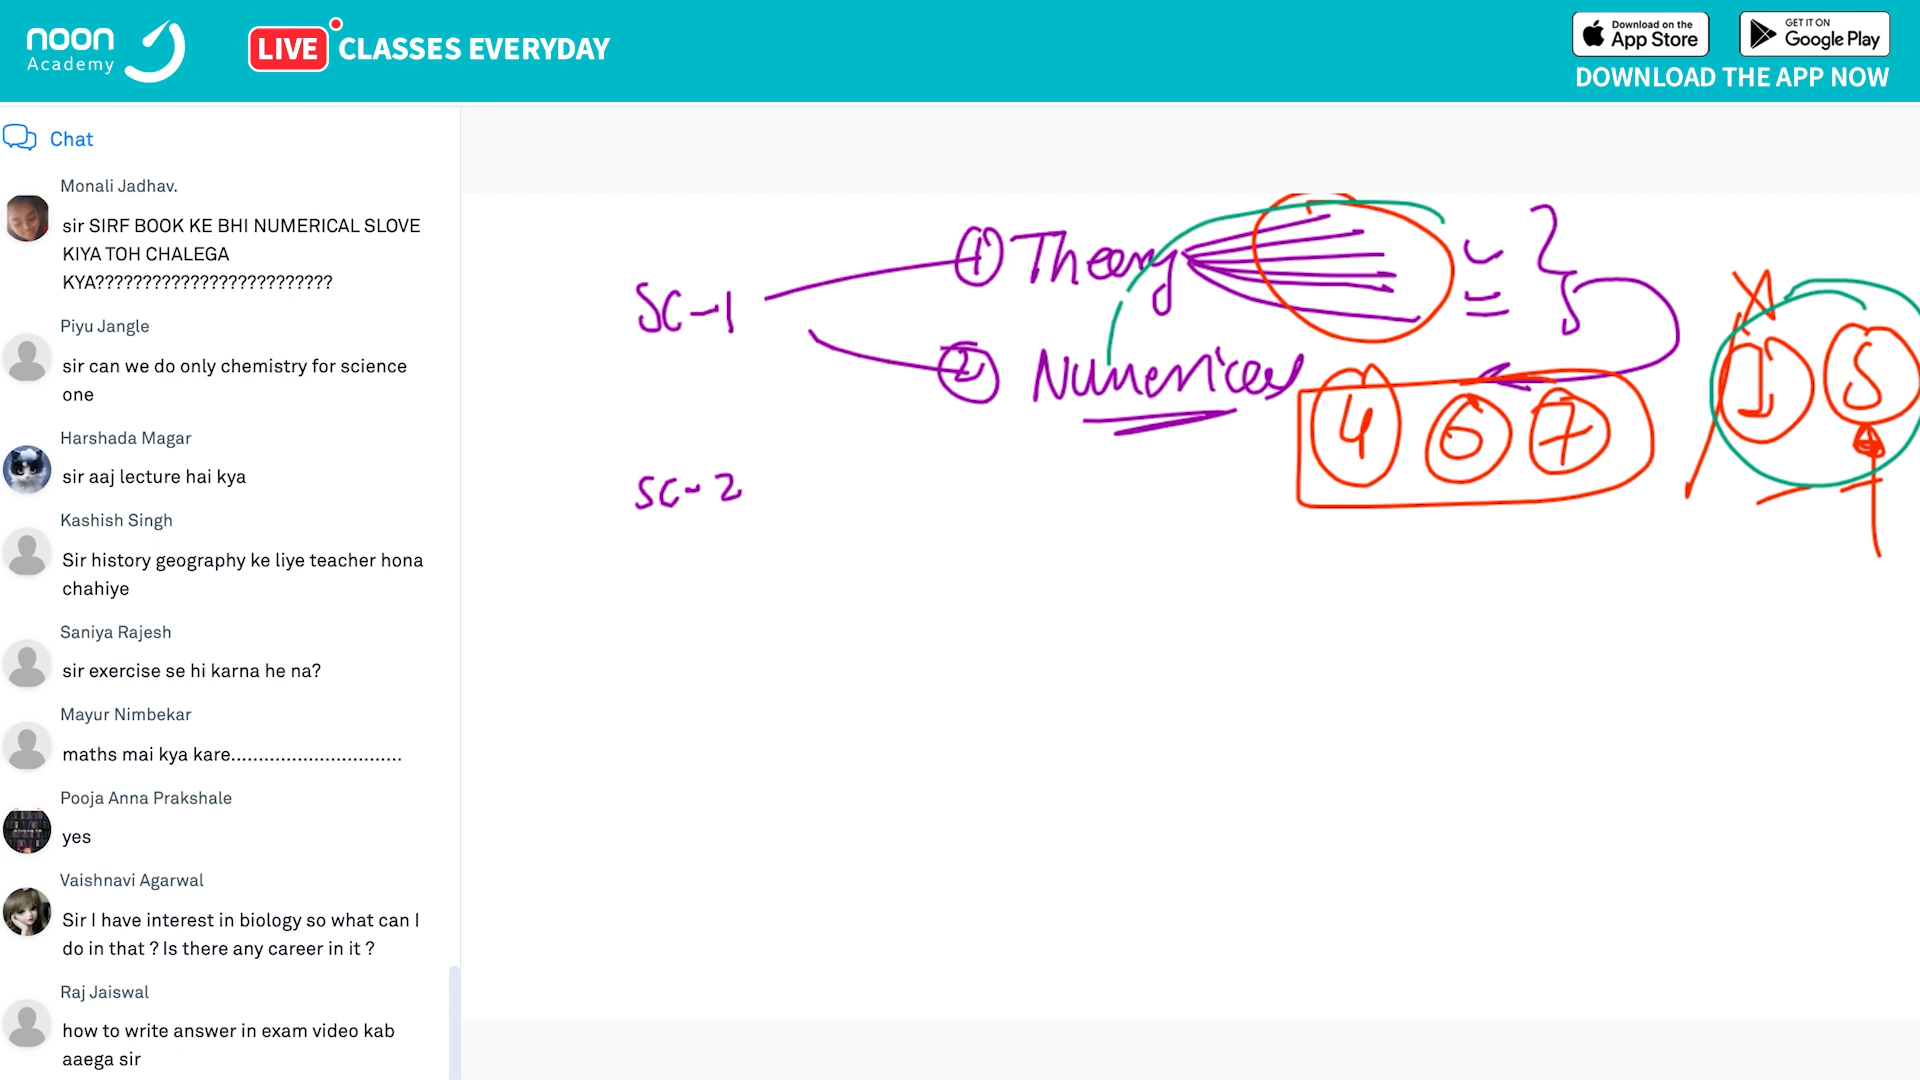 noon
Academy
LIVE CLASSES EVERYDAY
Download on the
App Store
GET IT ON
Google Play
DOWNLOAD THE APP NOW
Chat
Monali Jadhav.
sir SIRF BOOK KE BHI NUMERICAL SLOVE
KIYA TOH CHALEGA
KYA??????????????????????????
Piyu Jangle
sir can we do only chemistry for science
one
Harshada Magar
sir aaj lecture hai kya
Kashish Singh
Sir history geography ke liye teacher hona
chahiye
Saniya Rajesh
sir exercise se hi karna he na?
Mayur Nimbekar
maths mai kya kare...............................
Pooja Anna Prakshale
yes
Vaishnavi Agarwal
Sir I have interest in biology so what can I
do in that ? Is there any career in it ?
Raj Jaiswal
how to write answer in exam video kab
aaega sir
SC-1
1 Theory
2 Numericals
4 6 7
1 5
SC-2